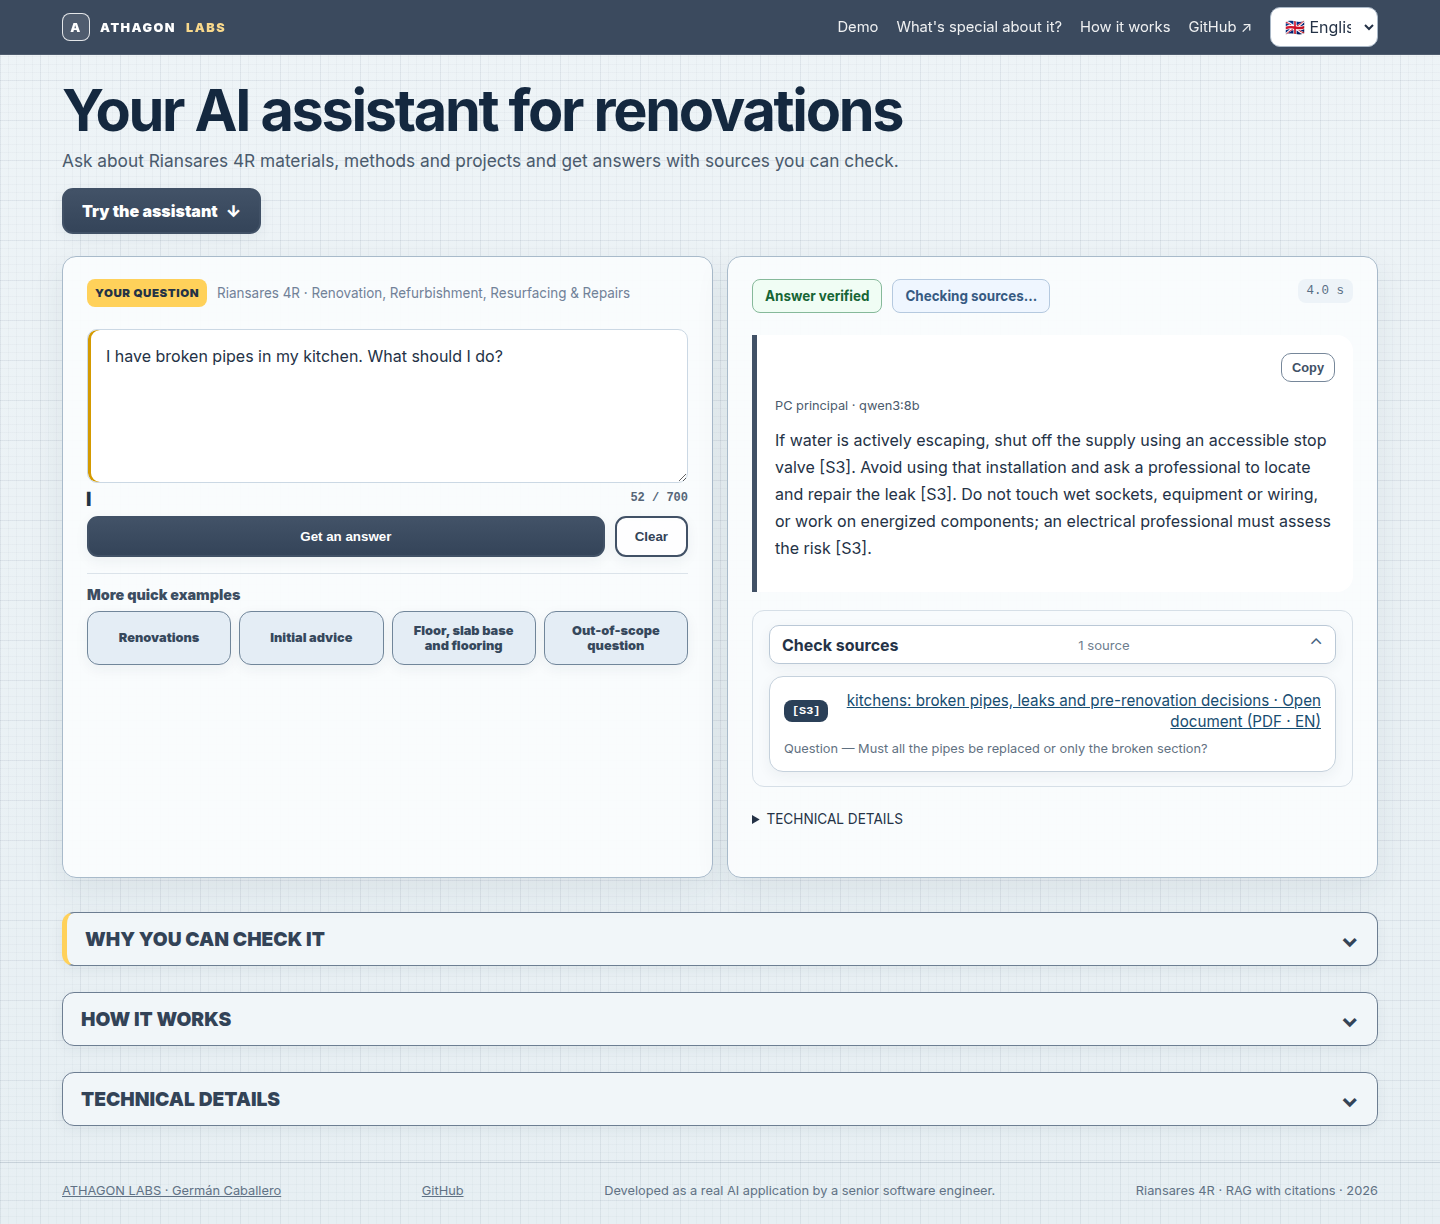 A ATHAGON LABS
Demo What's special about it? How it works GitHub ↗ 🇬🇧 Englis
Your AI assistant for renovations
Ask about Riansares 4R materials, methods and projects and get answers with sources you can check.
Try the assistant ↓
YOUR QUESTION Riansares 4R · Renovation, Refurbishment, Resurfacing & Repairs
I have broken pipes in my kitchen. What should I do?
52 / 700
Get an answer Clear
More quick examples
Renovations
Initial advice
Floor, slab base
and flooring
Out-of-scope
question
Answer verified Checking sources... 4.0 s
Copy
PC principal · qwen3:8b
If water is actively escaping, shut off the supply using an accessible stop
valve [S3]. Avoid using that installation and ask a professional to locate
and repair the leak [S3]. Do not touch wet sockets, equipment or wiring,
or work on energized components; an electrical professional must assess
the risk [S3].
Check sources 1 source
[S3] kitchens: broken pipes, leaks and pre-renovation decisions · Open
document (PDF · EN)
Question — Must all the pipes be replaced or only the broken section?
TECHNICAL DETAILS
WHY YOU CAN CHECK IT
HOW IT WORKS
TECHNICAL DETAILS
ATHAGON LABS · Germán Caballero GitHub Developed as a real AI application by a senior software engineer. Riansares 4R · RAG with citations · 2026